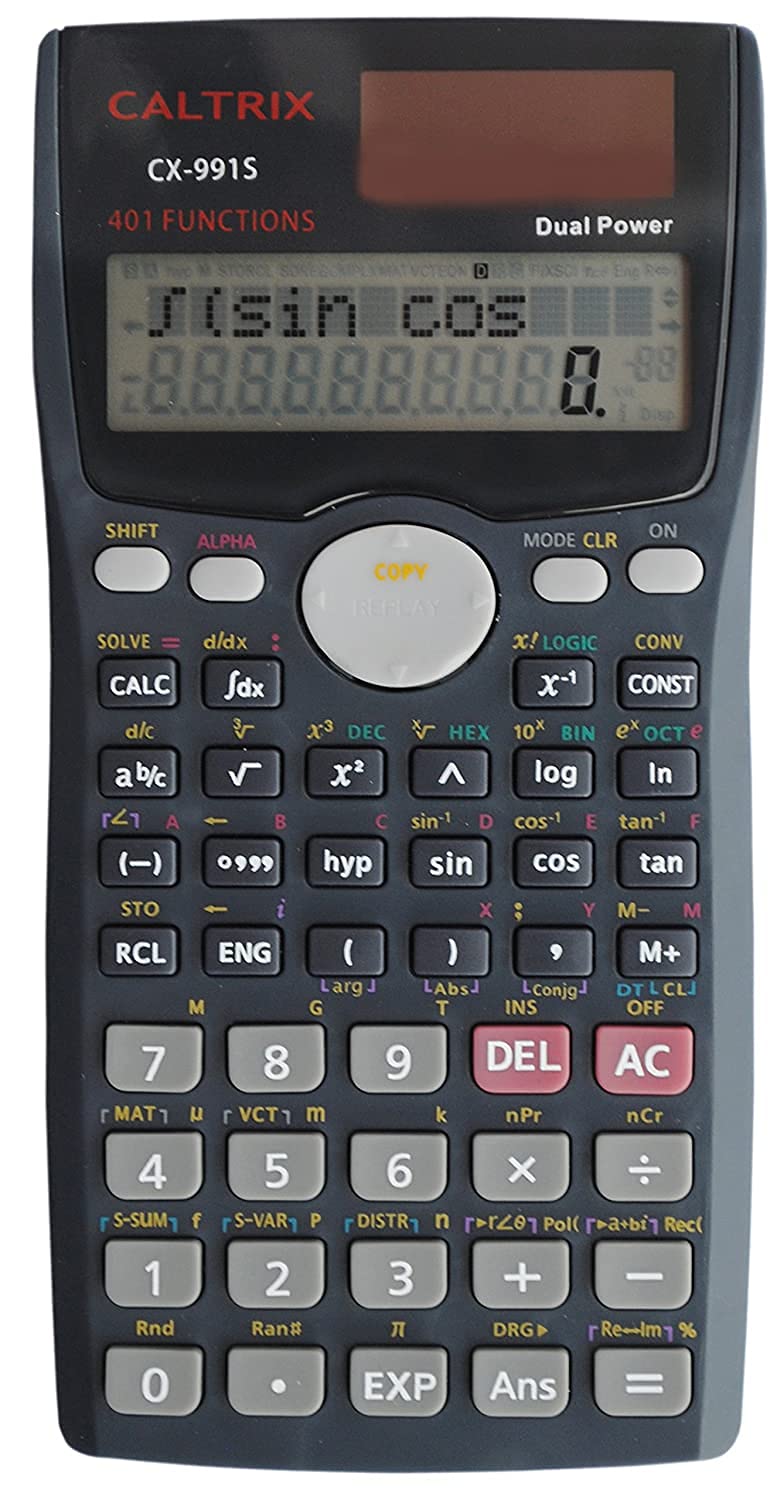 CALTRIX
CX-991S
401 FUNCTIONS
Dual Power
D
∫(sin cos
0.
SHIFT ALPHA COPY MODE CLR ON
REPLAY
SOLVE = d/dx : x! LOGIC CONV
CALC ∫dx x⁻¹ CONST
d/c ³√ x³ DEC ˣ√ HEX 10ˣ BIN eˣ OCT e
ab/c √ x² ∧ log ln
∠ A ← B C sin⁻¹ D cos⁻¹ E tan⁻¹ F
(−) o,,, hyp sin cos tan
STO ← i X ; Y M− M
RCL ENG ( ) , M+
arg Abs Conjg DT CL
M G T INS OFF
7 8 9 DEL AC
MAT µ VCT m k nPr nCr
4 5 6 × ÷
S-SUM f S-VAR p DISTR n ▸r∠θ Pol( ▸a+bi Rec(
1 2 3 + −
Rnd Ran# π DRG▸ Re↔Im %
0 . EXP Ans =